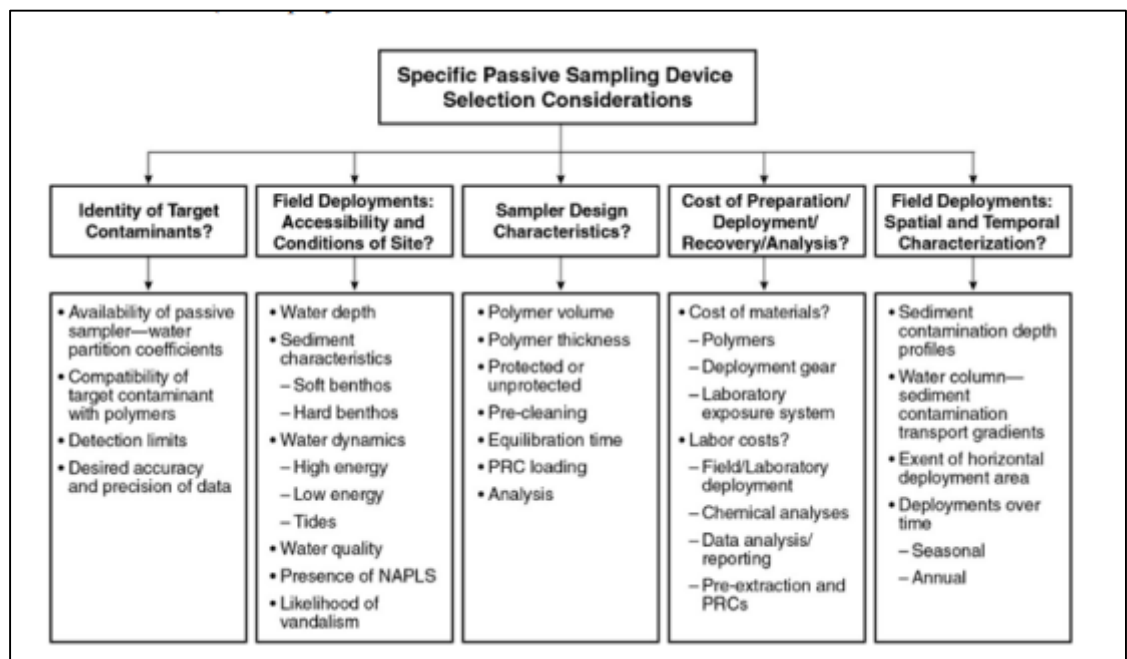 Specific Passive Sampling Device
Selection Considerations
Identity of Target
Contaminants?
Field Deployments:
Accessibility and
Conditions of Site?
Sampler Design
Characteristics?
Cost of Preparation/
Deployment/
Recovery/Analysis?
Field Deployments:
Spatial and Temporal
Characterization?
• Availability of passive
sampler—water
partition coefficients
• Compatibility of
target contaminant
with polymers
• Detection limits
• Desired accuracy
and precision of data
• Water depth
• Sediment
characteristics
– Soft benthos
– Hard benthos
• Water dynamics
– High energy
– Low energy
– Tides
• Water quality
• Presence of NAPLS
• Likelihood of
vandalism
• Polymer volume
• Polymer thickness
• Protected or
unprotected
• Pre-cleaning
• Equilibration time
• PRC loading
• Analysis
• Cost of materials?
– Polymers
– Deployment gear
– Laboratory
exposure system
• Labor costs?
– Field/Laboratory
deployment
– Chemical analyses
– Data analysis/
reporting
– Pre-extraction and
PRCs
• Sediment
contamination depth
profiles
• Water column—
sediment
contamination
transport gradients
• Exent of horizontal
deployment area
• Deployments over
time
– Seasonal
– Annual